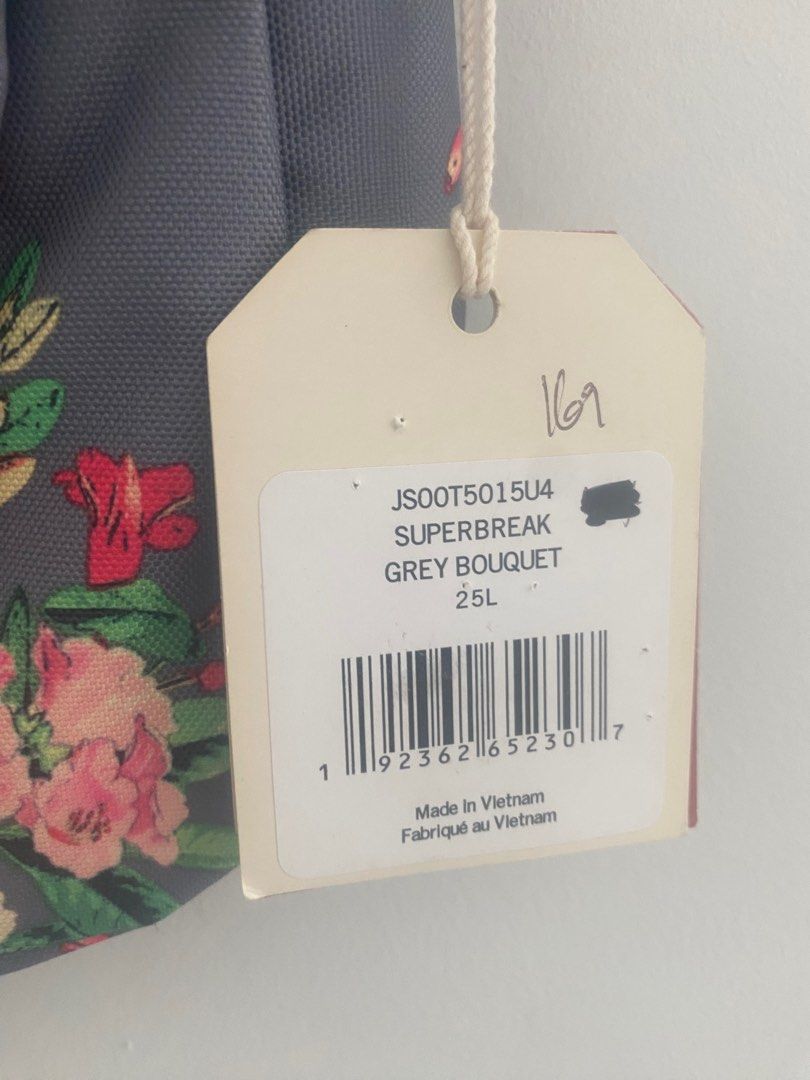 169
JS00T5015U4
SUPERBREAK
GREY BOUQUET
25L
1 92362 65230 7
Made In Vietnam
Fabriqué au Vietnam